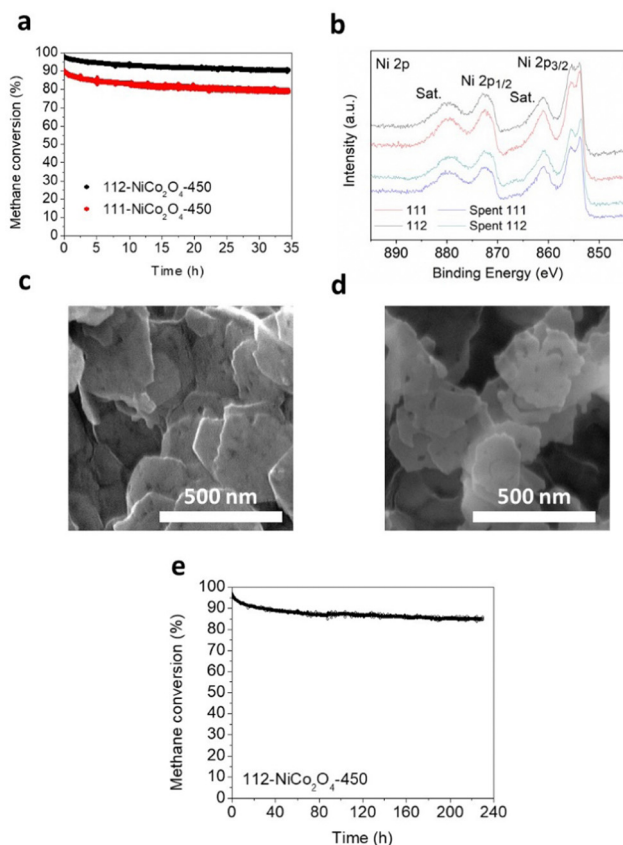 a
100
90
80
70
60
50
40
30
20
10
0
Methane conversion (%)
112-NiCo₂O₄-450
111-NiCo₂O₄-450
0 5 10 15 20 25 30 35
Time (h)
b
Ni 2p
Ni 2p3/2
Ni 2p1/2
Sat.
Sat.
Intensity (a.u.)
111
Spent 111
112
Spent 112
890 880 870 860 850
Binding Energy (eV)
c
500 nm
d
500 nm
e
100
90
80
70
60
50
40
30
20
10
0
Methane conversion (%)
112-NiCo₂O₄-450
0 40 80 120 160 200 240
Time (h)